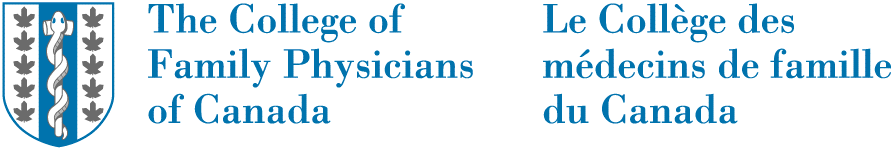 The College of
Family Physicians
of Canada
Le Collège des
médecins de famille
du Canada